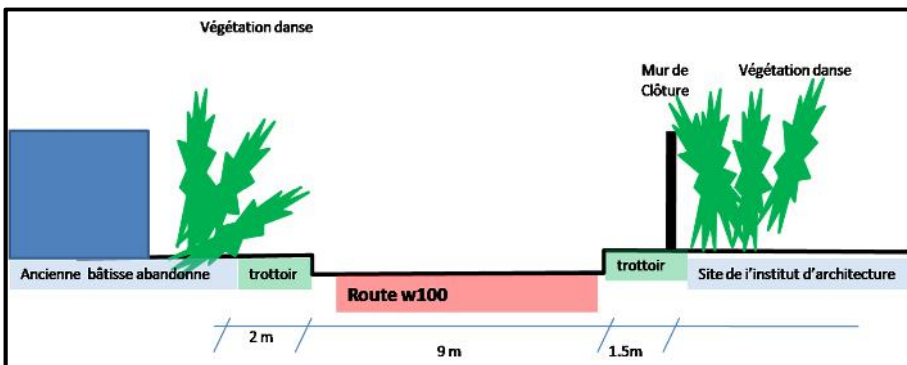 Végétation danse
Mur de
Clôture
Végétation danse
Ancienne bâtisse abandonne
trottoir
Route w100
trottoir
Site de i'institut d'architecture
2 m
9 m
1.5m